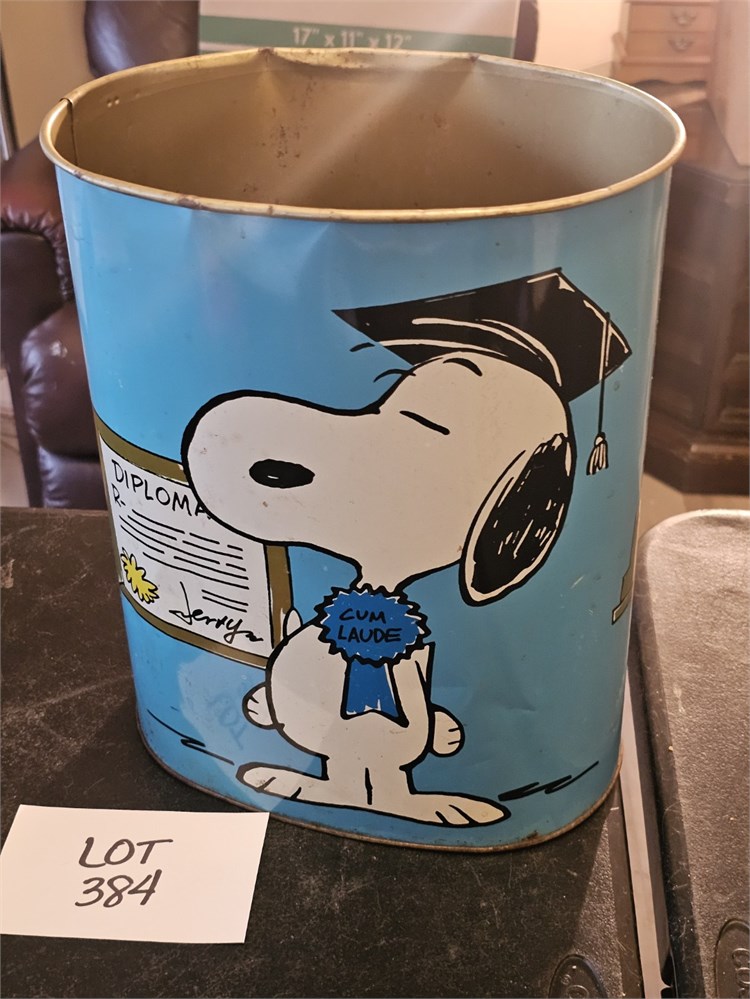 17" x 11" x 12"
DIPLOMA
R-
Jerry
CUM
LAUDE
LOT
384